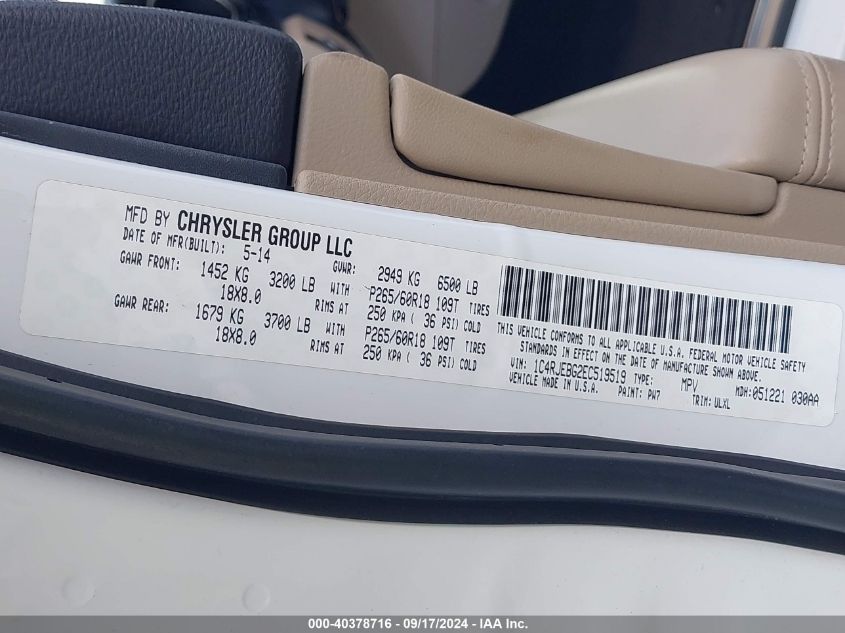 MFD BY CHRYSLER GROUP LLC
DATE OF MFR(BUILT): 5-14 GVWR: 2949 KG 6500 LB
GAWR FRONT: 1452 KG 3200 LB WITH P265/60R18 109T TIRES
18X8.0 RIMS AT 250 KPA ( 36 PSI) COLD
GAWR REAR: 1679 KG 3700 LB WITH P265/60R18 109T TIRES
18X8.0 RIMS AT 250 KPA ( 36 PSI) COLD
THIS VEHICLE CONFORMS TO ALL APPLICABLE U.S.A. FEDERAL MOTOR VEHICLE SAFETY
STANDARDS IN EFFECT ON THE DATE OF MANUFACTURE SHOWN ABOVE.
VIN: 1C4RJEBG2EC519519 TYPE: MPV MDH:051221 030AA
VEHICLE MADE IN U.S.A. PAINT: PW7 TRIM: ULXL
000-40378716 - 09/17/2024 - IAA Inc.